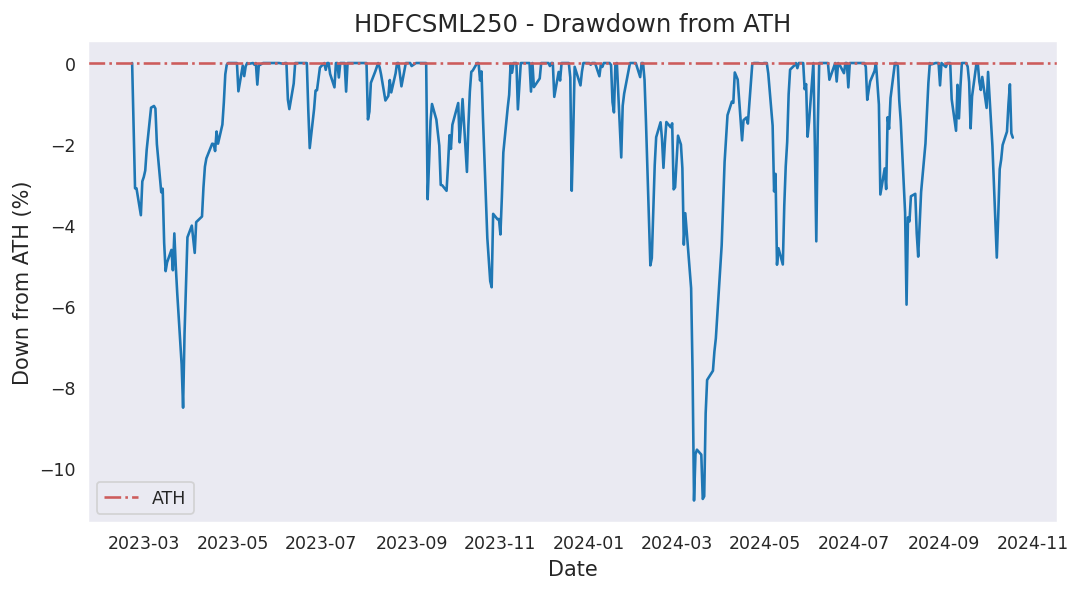 HDFCSML250 - Drawdown from ATH
Down from ATH (%)
0
−2
−4
−6
−8
−10
ATH
2023-03 2023-05 2023-07 2023-09 2023-11 2024-01 2024-03 2024-05 2024-07 2024-09 2024-11
Date